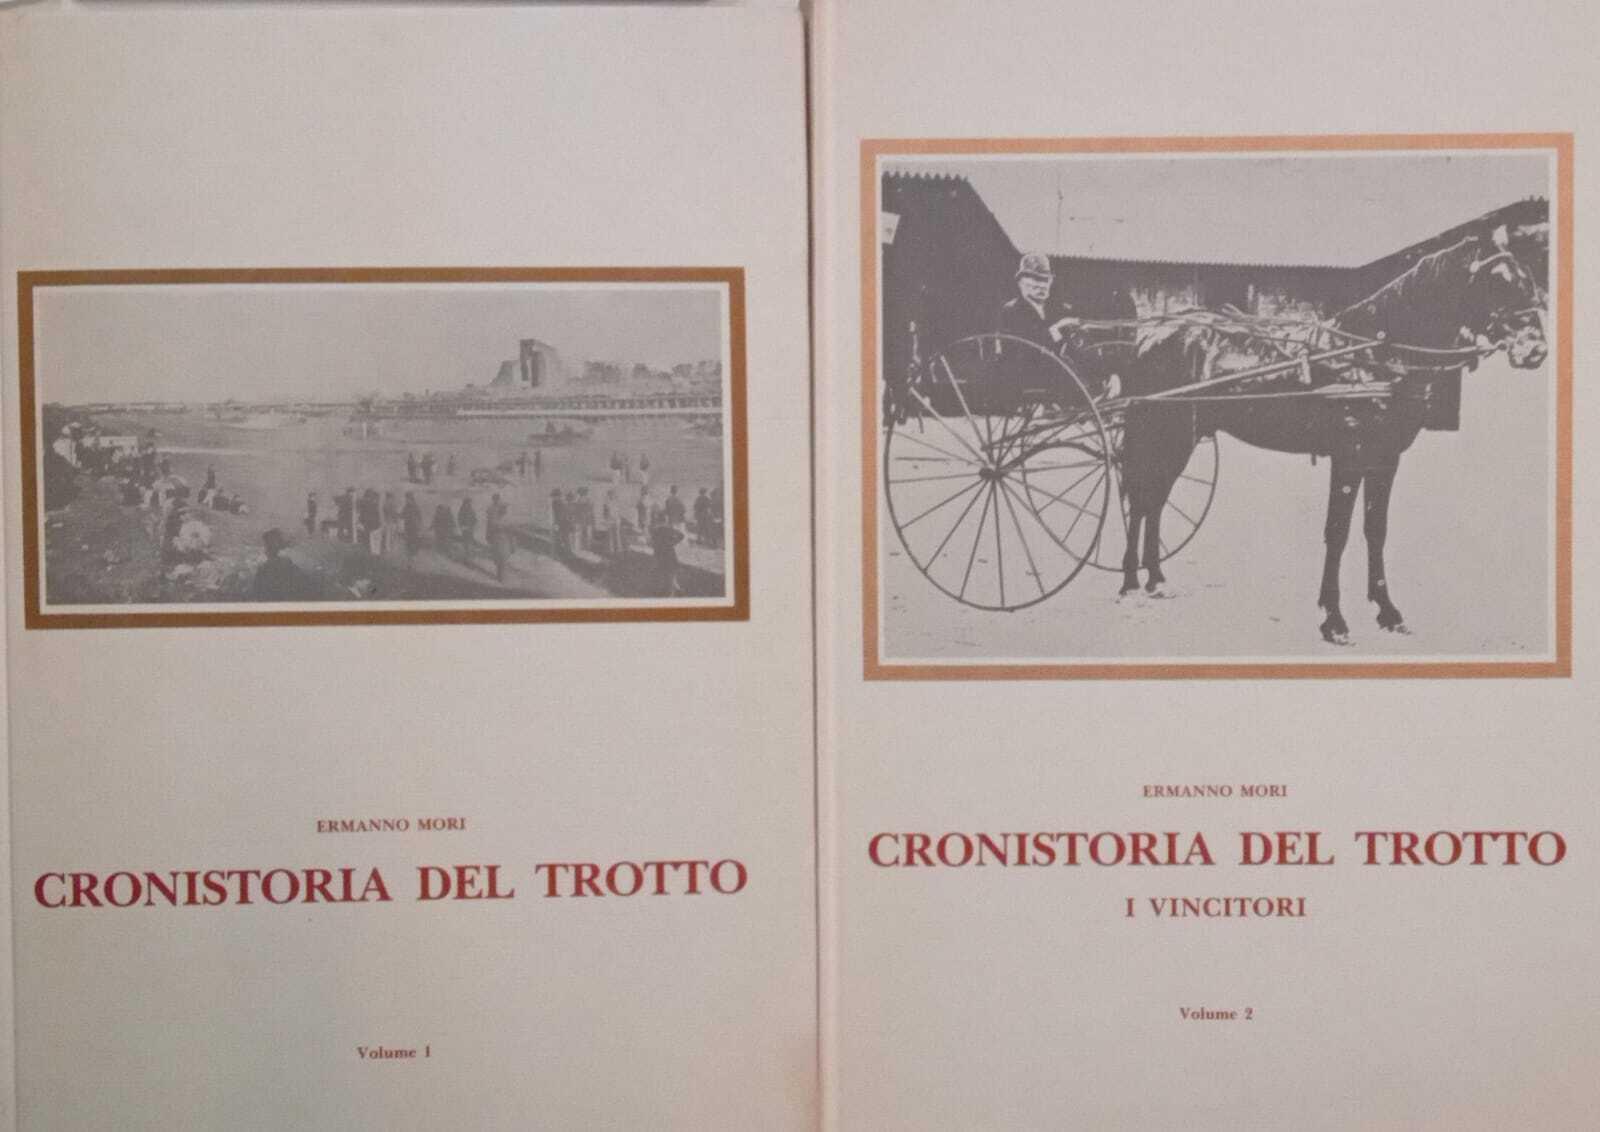 ERMANNO MORI
CRONISTORIA DEL TROTTO
Volume 1
ERMANNO MORI
CRONISTORIA DEL TROTTO
I VINCITORI
Volume 2